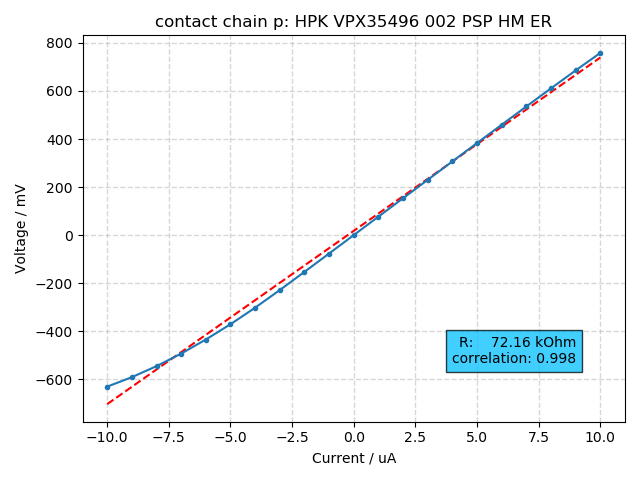 contact chain p: HPK VPX35496 002 PSP HM ER
800
600
400
200
0
−200
−400
−600
Voltage / mV
R: 72.16 kOhm
correlation: 0.998
−10.0 −7.5 −5.0 −2.5 0.0 2.5 5.0 7.5 10.0
Current / uA